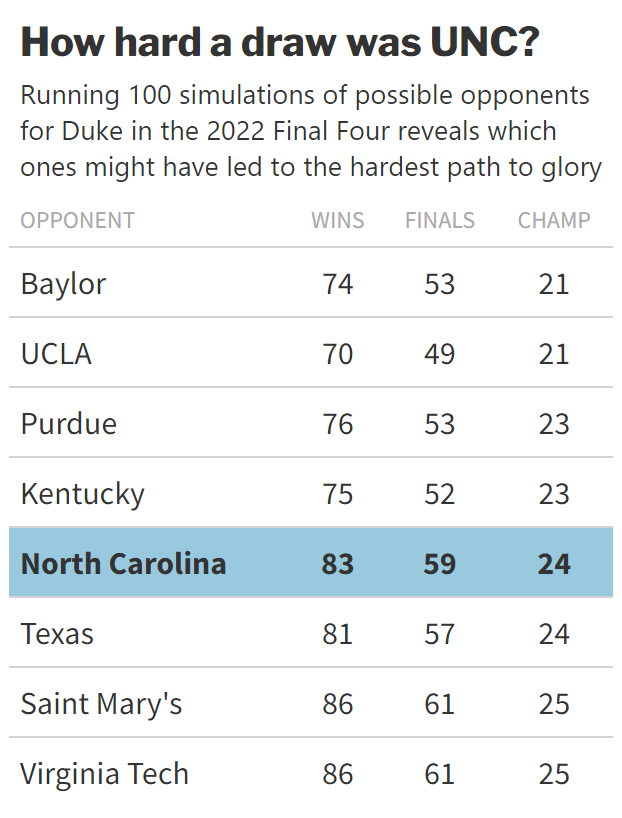 How hard a draw was UNC?
Running 100 simulations of possible opponents
for Duke in the 2022 Final Four reveals which
ones might have led to the hardest path to glory
OPPONENT WINS FINALS CHAMP
Baylor 74 53 21
UCLA 70 49 21
Purdue 76 53 23
Kentucky 75 52 23
North Carolina 83 59 24
Texas 81 57 24
Saint Mary's 86 61 25
Virginia Tech 86 61 25